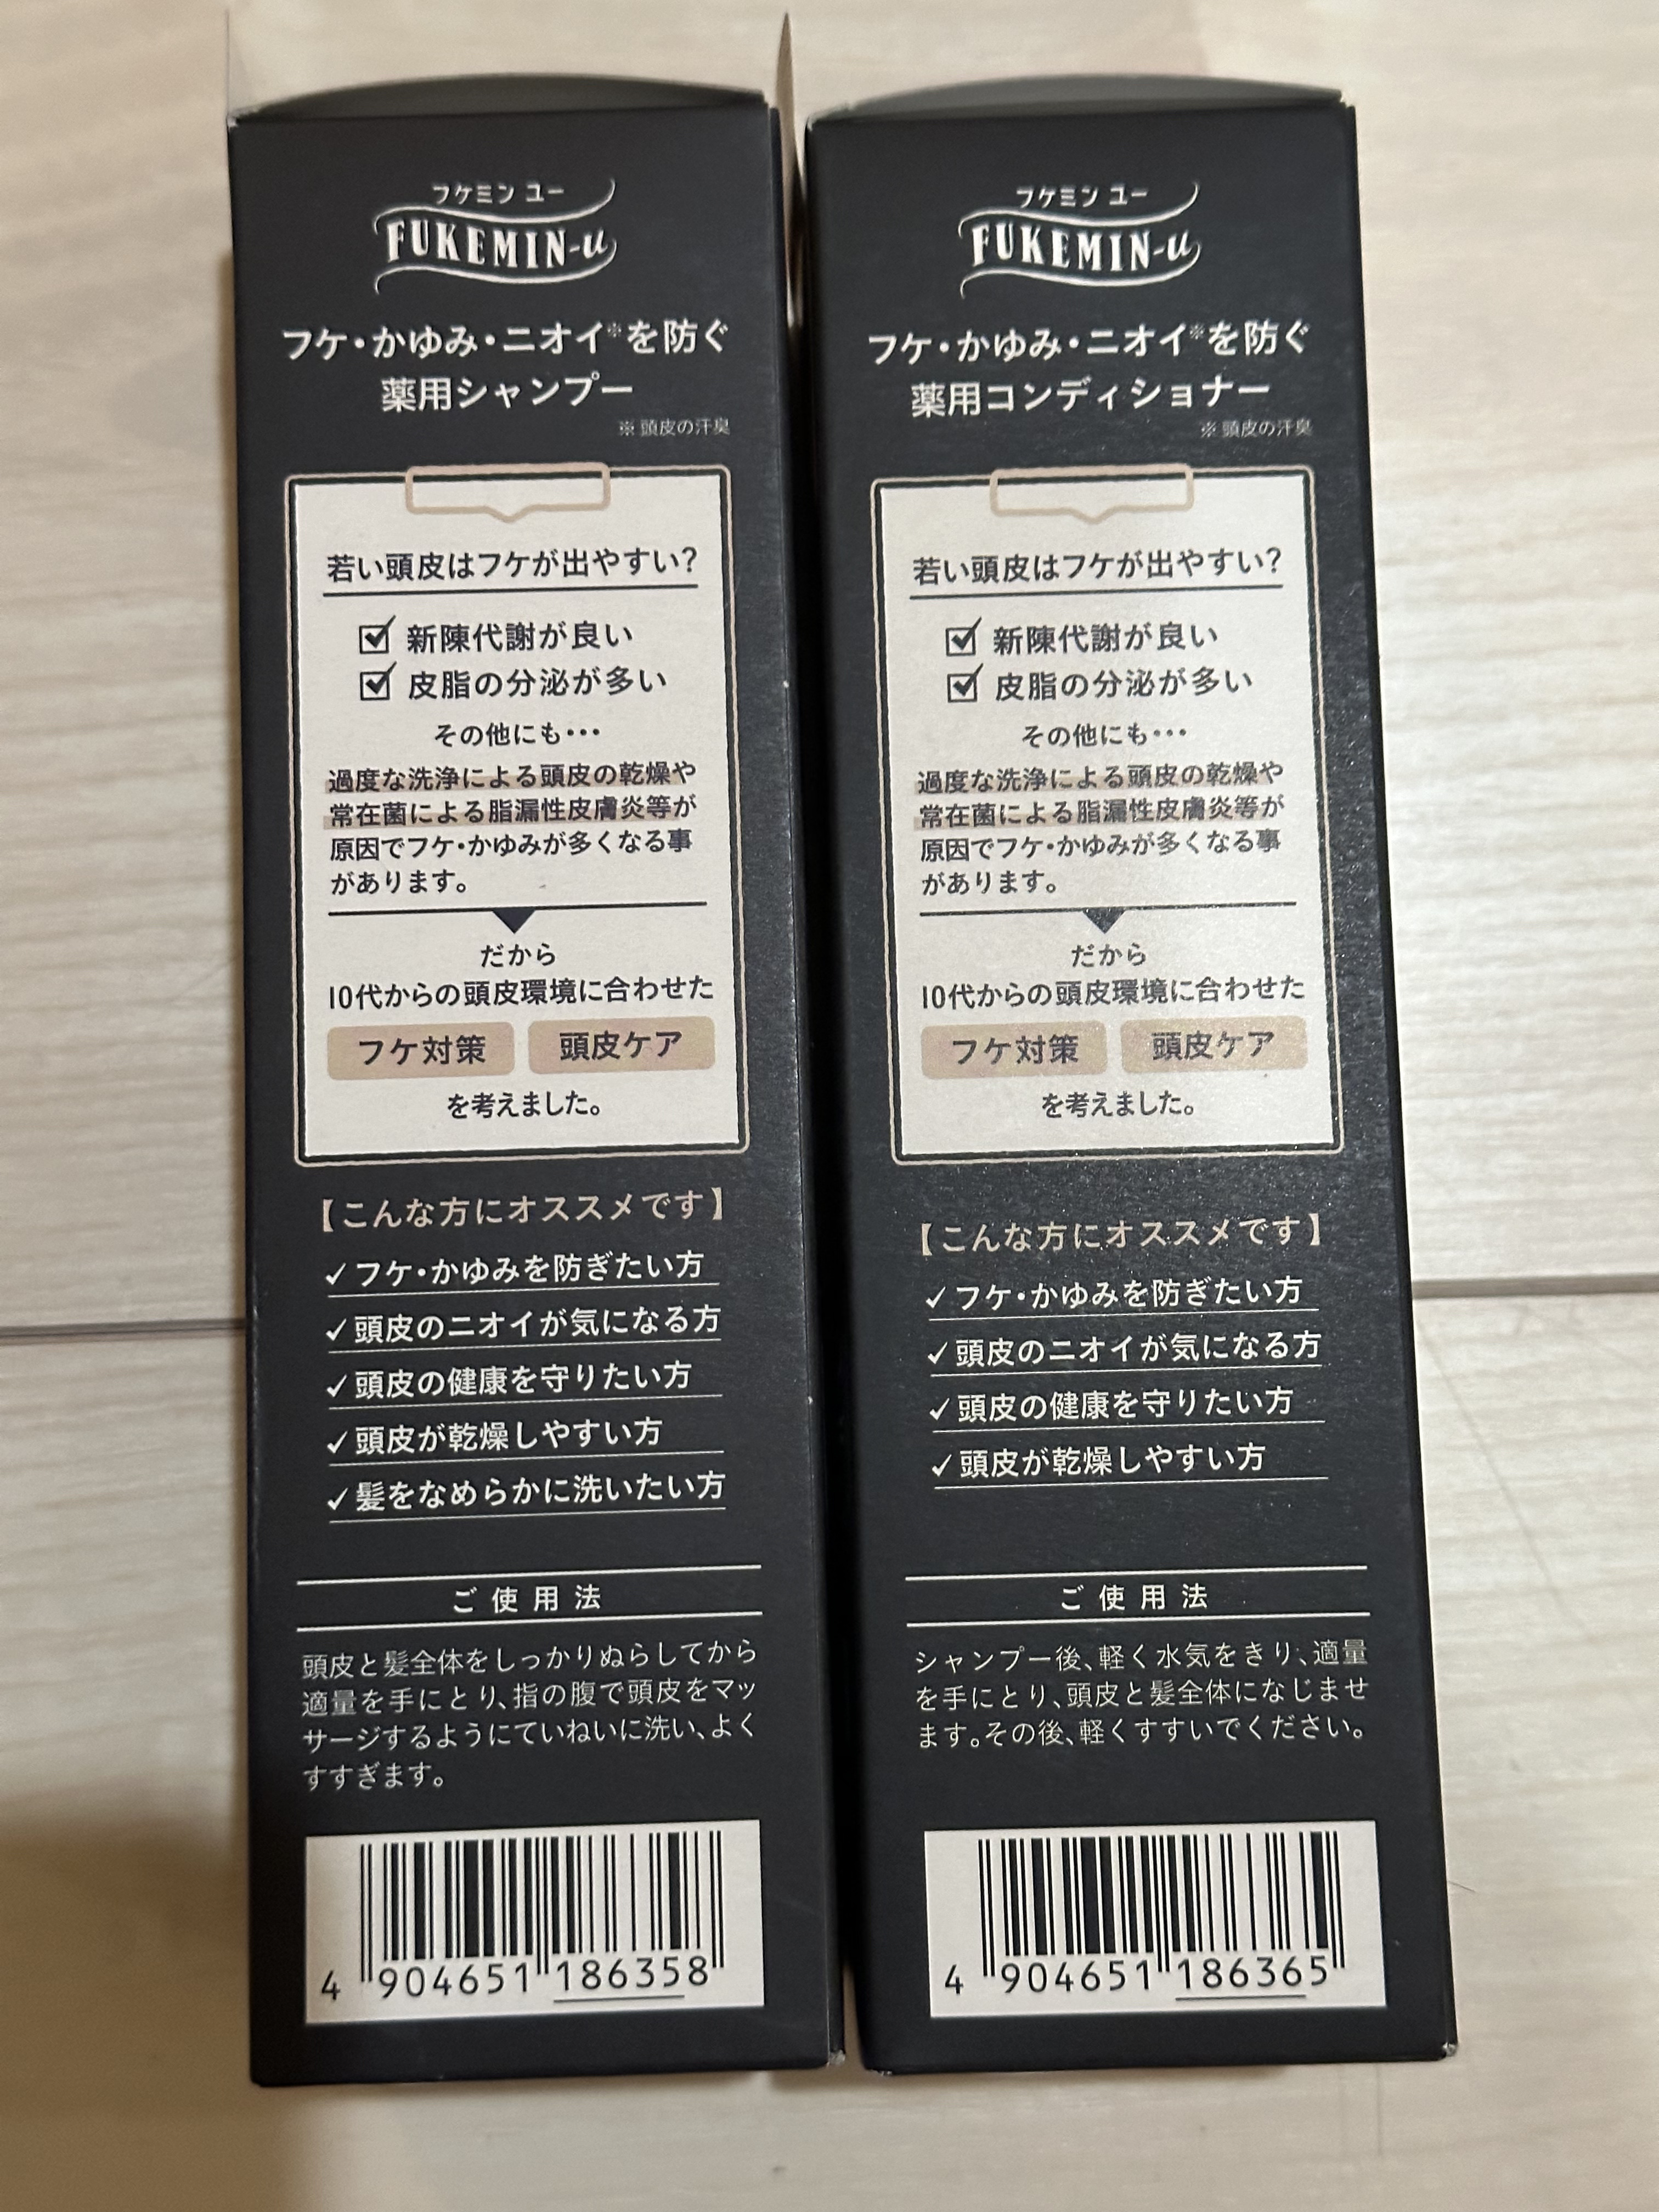 フケミン ユー
FUKEMIN-u
フケ・かゆみ・ニオイ※を防ぐ
薬用シャンプー
※ 頭皮の汗臭
若い頭皮はフケが出やすい?
新陳代謝が良い
皮脂の分泌が多い
その他にも・・・
過度な洗浄による頭皮の乾燥や
常在菌による脂漏性皮膚炎等が
原因でフケ・かゆみが多くなる事
があります。
だから
10代からの頭皮環境に合わせた
フケ対策 頭皮ケア
を考えました。
【こんな方にオススメです】
✓フケ・かゆみを防ぎたい方
✓頭皮のニオイが気になる方
✓頭皮の健康を守りたい方
✓頭皮が乾燥しやすい方
✓髪をなめらかに洗いたい方
ご使用法
頭皮と髪全体をしっかりぬらしてから
適量を手にとり、指の腹で頭皮をマッ
サージするようにていねいに洗い、よく
すすぎます。
4 904651 186358
フケミン ユー
FUKEMIN-u
フケ・かゆみ・ニオイ※を防ぐ
薬用コンディショナー
※ 頭皮の汗臭
若い頭皮はフケが出やすい?
新陳代謝が良い
皮脂の分泌が多い
その他にも・・・
過度な洗浄による頭皮の乾燥や
常在菌による脂漏性皮膚炎等が
原因でフケ・かゆみが多くなる事
があります。
だから
10代からの頭皮環境に合わせた
フケ対策 頭皮ケア
を考えました。
【こんな方にオススメです】
✓フケ・かゆみを防ぎたい方
✓頭皮のニオイが気になる方
✓頭皮の健康を守りたい方
✓頭皮が乾燥しやすい方
ご使用法
シャンプー後、軽く水気をきり、適量
を手にとり、頭皮と髪全体になじませ
ます。その後、軽くすすいでください。
4 904651 186365